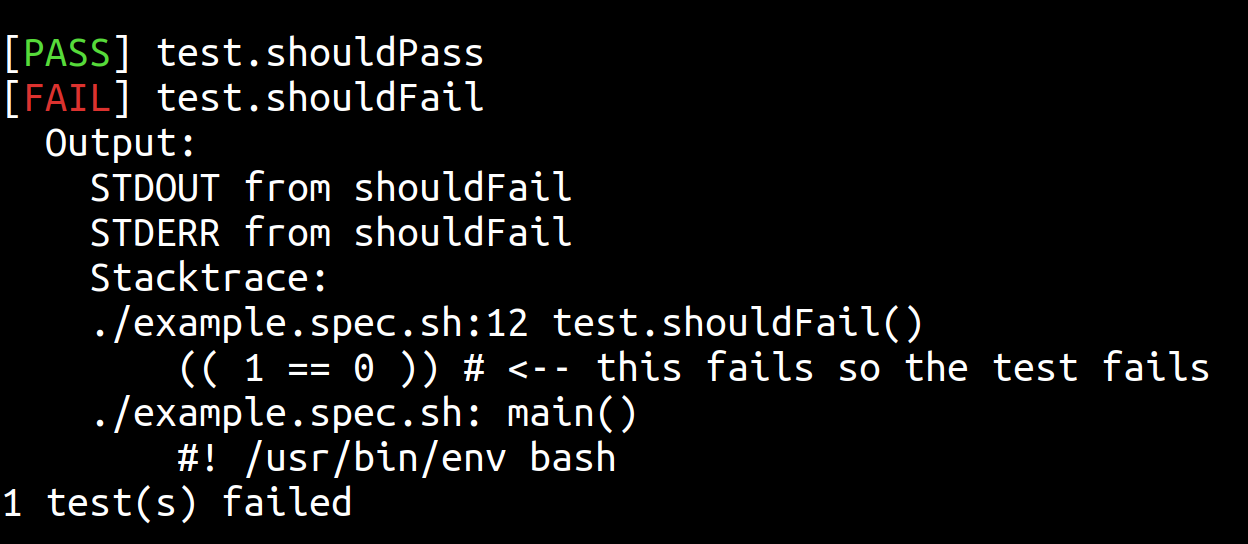 [PASS] test.shouldPass
[FAIL] test.shouldFail
  Output:
    STDOUT from shouldFail
    STDERR from shouldFail
    Stacktrace:
    ./example.spec.sh:12 test.shouldFail()
        (( 1 == 0 )) # <-- this fails so the test fails
    ./example.spec.sh: main()
        #! /usr/bin/env bash
1 test(s) failed